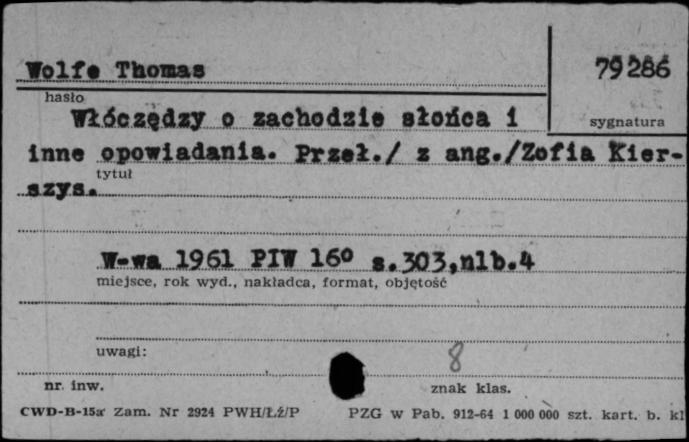 Wolfe Thomas
79286
hasło
sygnatura
Włóczędzy o zachodzie słońca i
inne opowiadania. Przeł./ z ang./Zofia Kier-
tytuł
szys.
W-wa 1961 PIW 16º s.303,nlb.4
miejsce, rok wyd., nakładca, format, objętość
uwagi:
8
nr. inw.
znak klas.
CWD-B-15a Zam. Nr 2924 PWH/Łź/P PZG w Pab. 912-64 1 000 000 szt. kart. b. kl